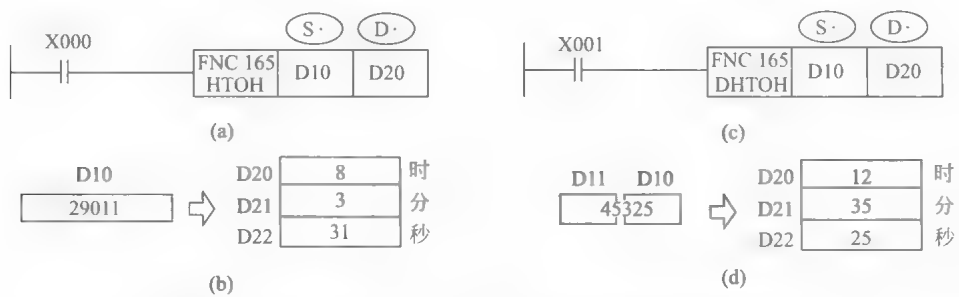 X000
S·
D·
FNC 165
HTOH
D10
D20
(a)
X001
S·
D·
FNC 165
DHTOH
D10
D20
(c)
D10
29011
D20 8 时
D21 3 分
D22 31 秒
(b)
D11 D10
45325
D20 12 时
D21 35 分
D22 25 秒
(d)